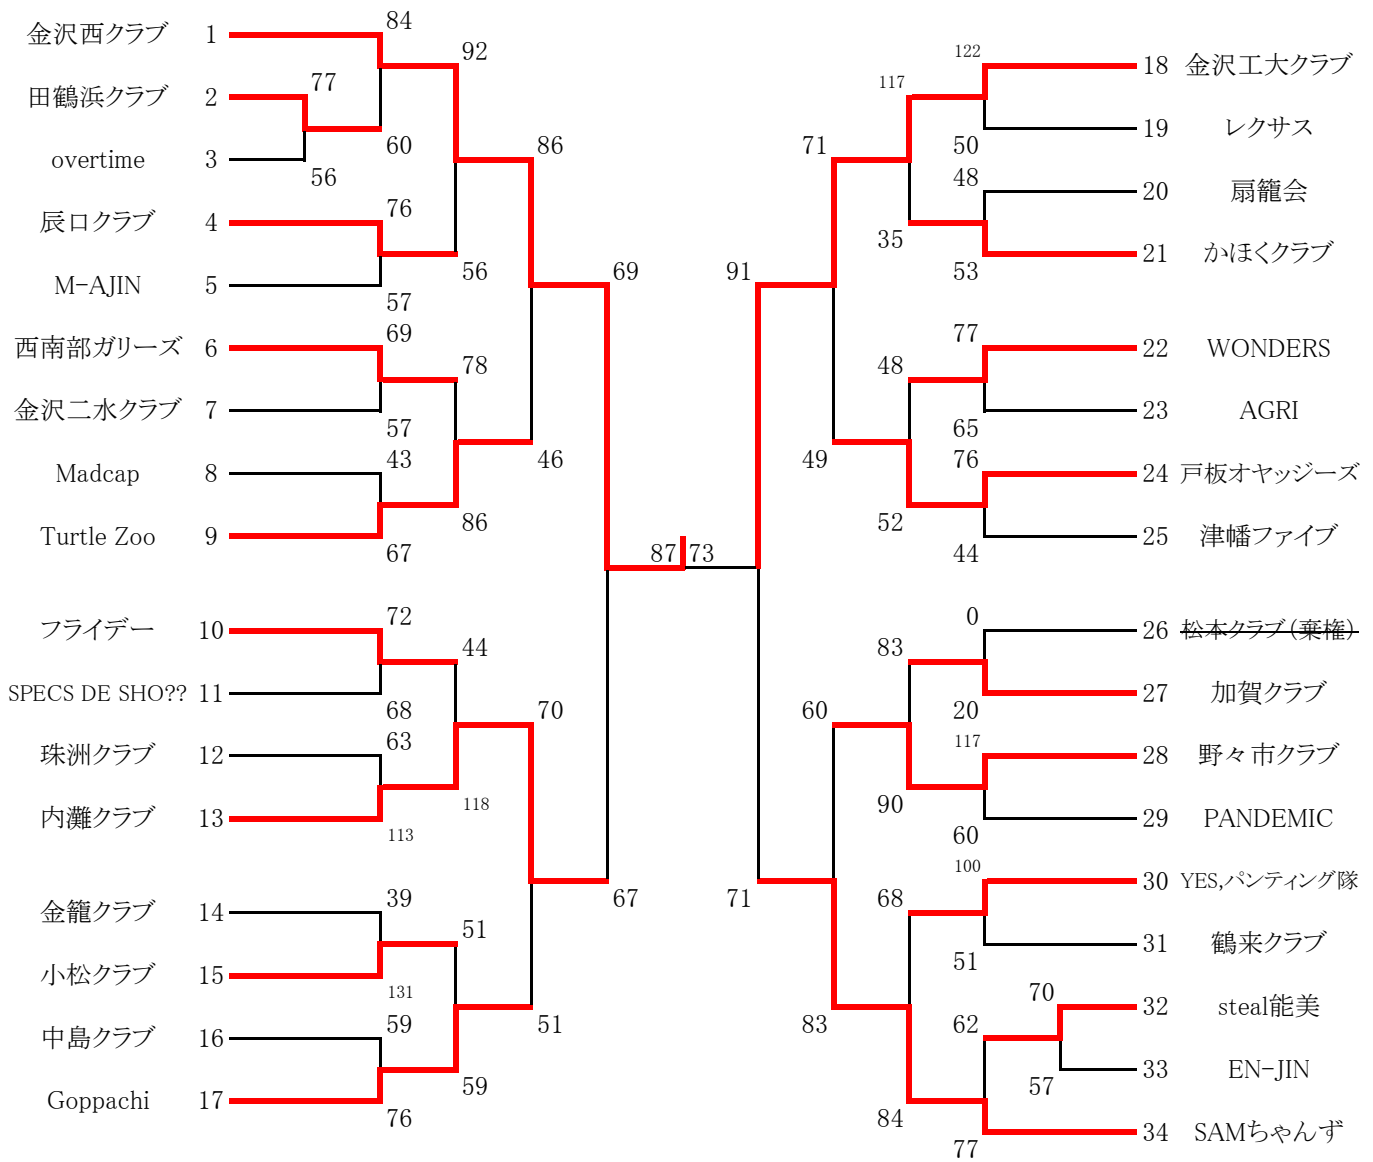 金沢西クラブ 1
田鶴浜クラブ 2
overtime 3
辰口クラブ 4
M-AJIN 5
西南部ガリーズ 6
金沢二水クラブ 7
Madcap 8
Turtle Zoo 9
フライデー 10
SPECS DE SHO?? 11
珠洲クラブ 12
内灘クラブ 13
金籠クラブ 14
小松クラブ 15
中島クラブ 16
Goppachi 17
77
56
84
60
76
57
69
57
43
67
72
68
63
113
39
131
59
76
92
56
78
86
44
118
51
59
86
46
70
51
69
67
87 73
91
71
71
49
60
83
117
35
48
52
83
90
68
84
122
50
48
53
77
65
76
44
0
20
117
60
100
51
62
77
70
57
18 金沢工大クラブ
19 レクサス
20 扇籠会
21 かほくクラブ
22 WONDERS
23 AGRI
24 戸板オヤッジーズ
25 津幡ファイブ
26 松本クラブ(棄権)
27 加賀クラブ
28 野々市クラブ
29 PANDEMIC
30 YES,パンティング隊
31 鶴来クラブ
32 steal能美
33 EN-JIN
34 SAMちゃんず